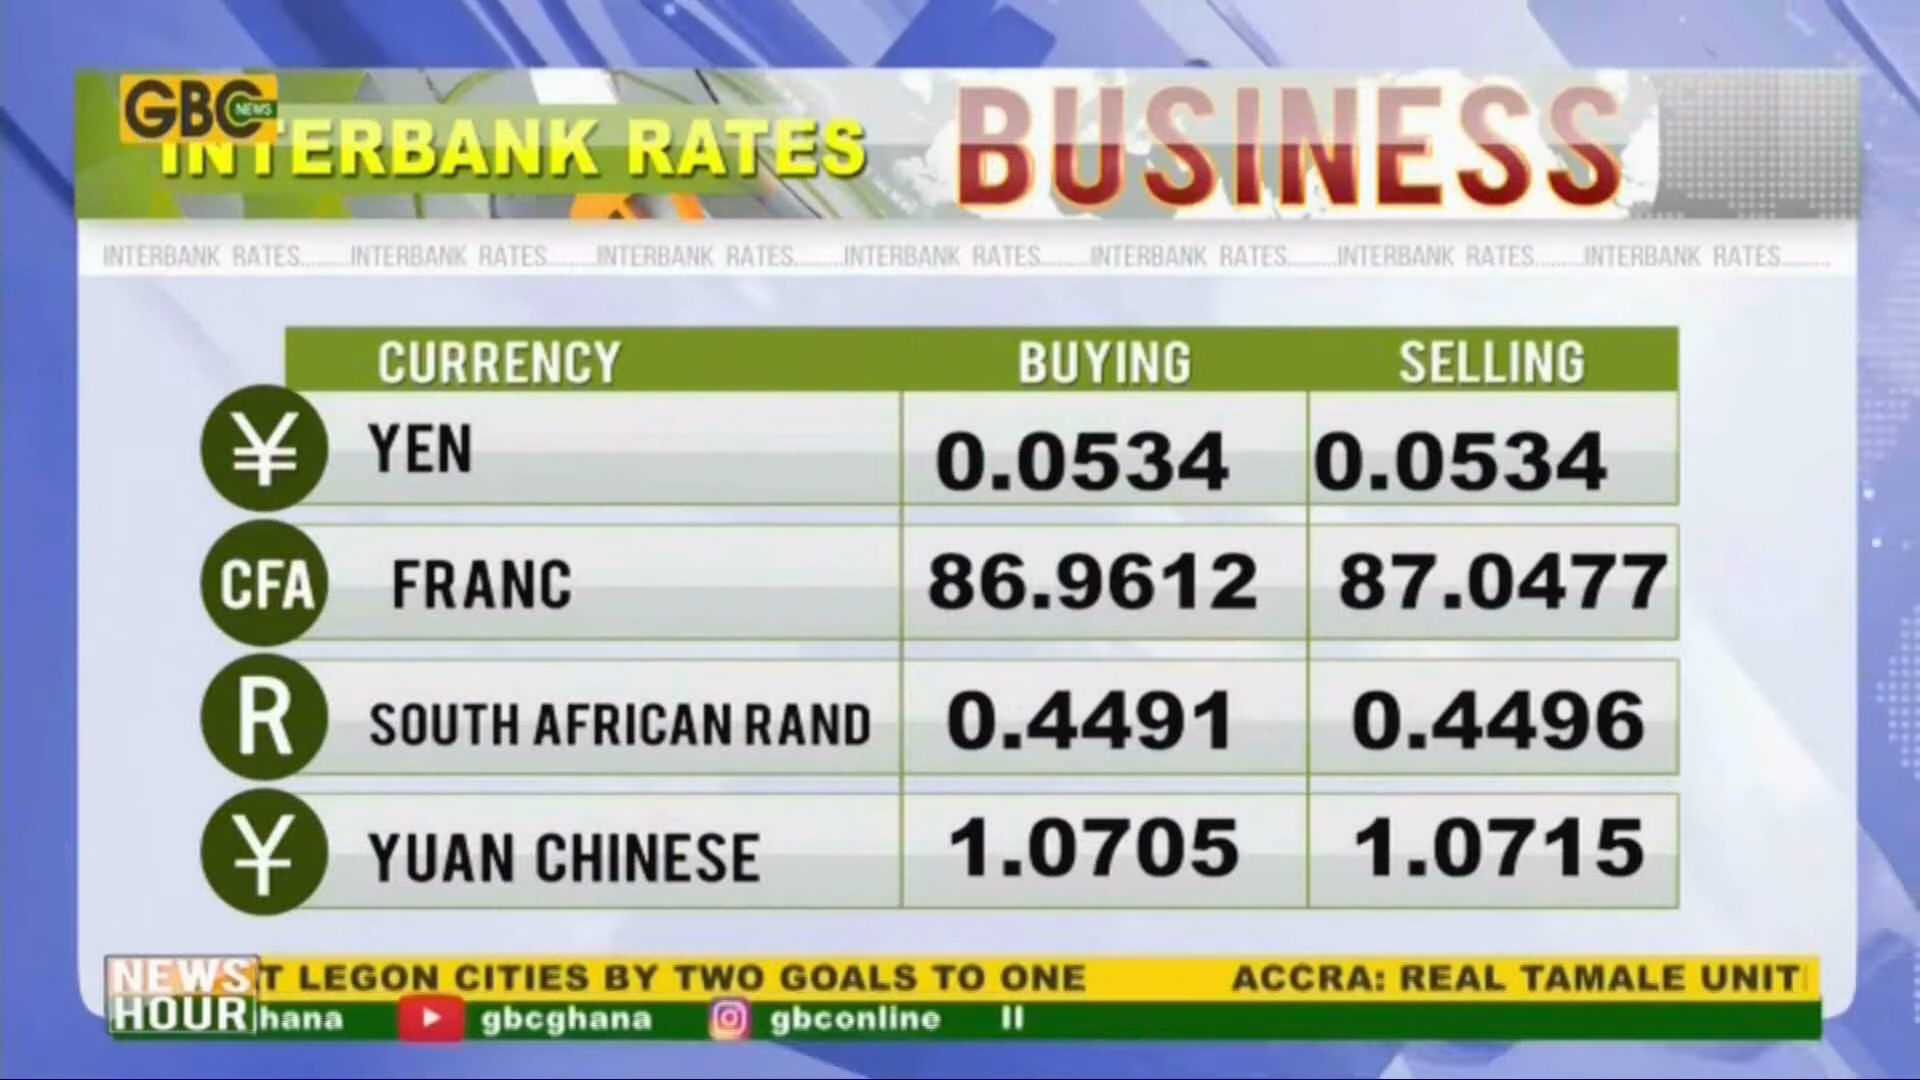 GBC NEWS
INTERBANK RATES
BUSINESS
INTERBANK RATES........INTERBANK RATES........INTERBANK RATES........INTERBANK RATES........INTERBANK RATES........INTERBANK RATES........INTERBANK RATES........
CURRENCY BUYING SELLING
¥ YEN 0.0534 0.0534
CFA FRANC 86.9612 87.0477
R SOUTH AFRICAN RAND 0.4491 0.4496
¥ YUAN CHINESE 1.0705 1.0715
NEWS HOUR
T LEGON CITIES BY TWO GOALS TO ONE ACCRA: REAL TAMALE UNIT
hana gbcghana gbconline